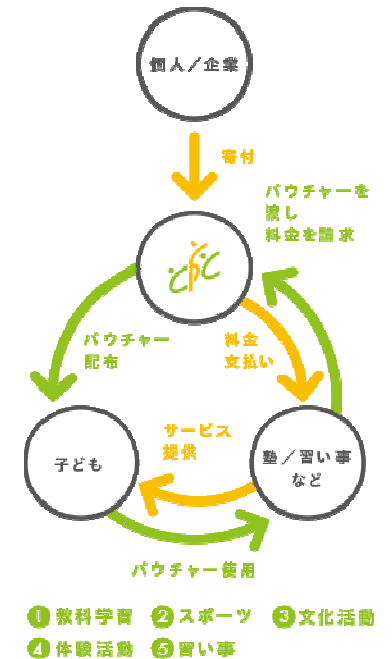 個人／企業
寄付
バウチャーを
渡し
料金を請求
バウチャー
配布
料金
支払い
サービス
提供
子ども
塾／習い事
など
バウチャー使用
1 教科学習 2 スポーツ 3 文化活動
4 体験活動 5 習い事